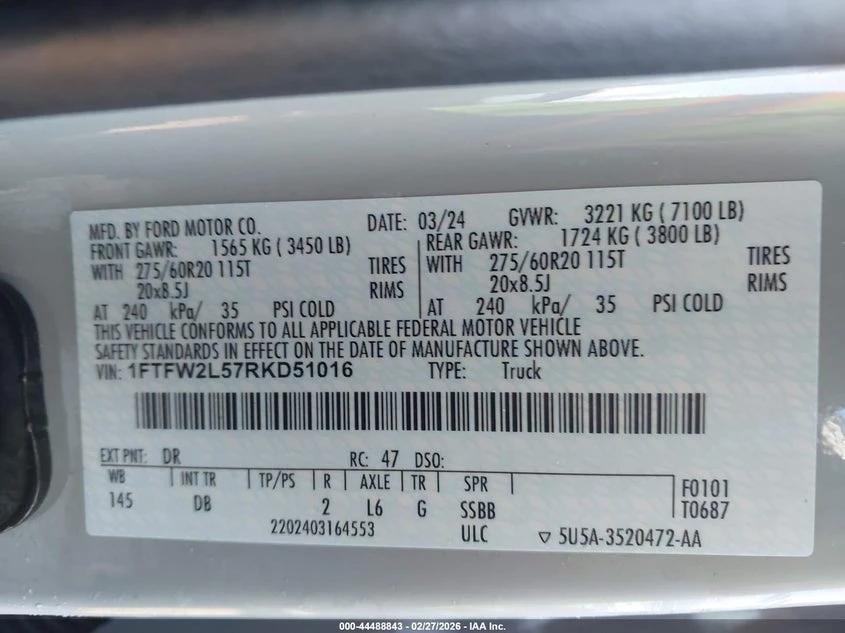 MFD. BY FORD MOTOR CO. DATE: 03/24 GVWR: 3221 KG ( 7100 LB)
FRONT GAWR: 1565 KG ( 3450 LB) REAR GAWR: 1724 KG ( 3800 LB)
WITH 275/60R20 115T TIRES WITH 275/60R20 115T TIRES
20x8.5J RIMS 20x8.5J RIMS
AT 240 kPa/ 35 PSI COLD AT 240 kPa/ 35 PSI COLD
THIS VEHICLE CONFORMS TO ALL APPLICABLE FEDERAL MOTOR VEHICLE
SAFETY STANDARDS IN EFFECT ON THE DATE OF MANUFACTURE SHOWN ABOVE.
VIN: 1FTFW2L57RKD51016 TYPE: Truck
EXT PNT: DR RC: 47 DSO:
WB INT TR TP/PS R AXLE TR SPR F0101
145 DB 2 L6 G SSBB T0687
2202403164553 ULC ▽ 5U5A-3520472-AA
000-44488843 / 02/27/2026 - IAA Inc.